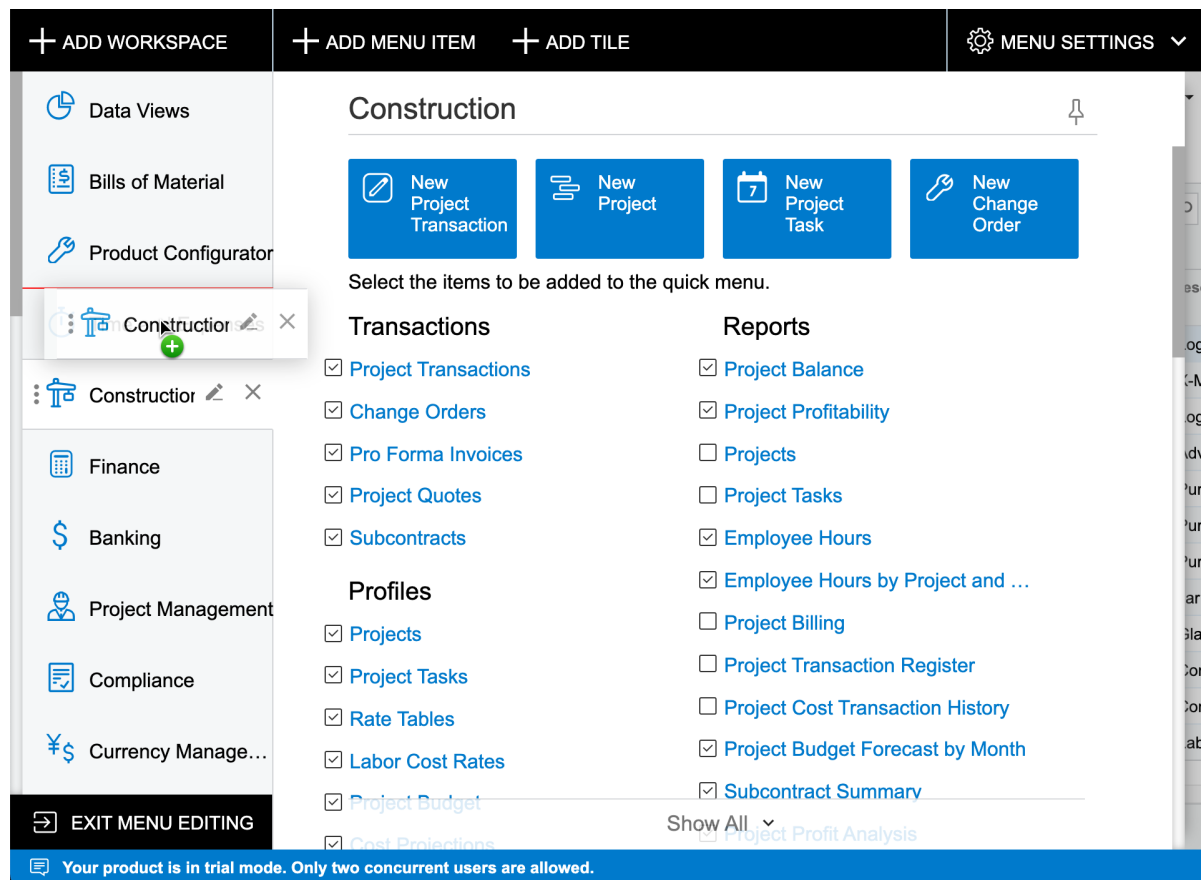 ADD WORKSPACE
ADD MENU ITEM
ADD TILE
MENU SETTINGS
Data Views
Bills of Material
Product Configurator
Construction
Construction
Finance
Banking
Project Management
Compliance
Currency Manage…
EXIT MENU EDITING
Construction
New
Project
Transaction
New
Project
7
New
Project
Task
New
Change
Order
Select the items to be added to the quick menu.
Transactions
Project Transactions
Change Orders
Pro Forma Invoices
Project Quotes
Subcontracts
Profiles
Projects
Project Tasks
Rate Tables
Labor Cost Rates
Project Budget
Cost Projections
Reports
Project Balance
Project Profitability
Projects
Project Tasks
Employee Hours
Employee Hours by Project and …
Project Billing
Project Transaction Register
Project Cost Transaction History
Project Budget Forecast by Month
Subcontract Summary
Project Profit Analysis
Show All
Your product is in trial mode. Only two concurrent users are allowed.